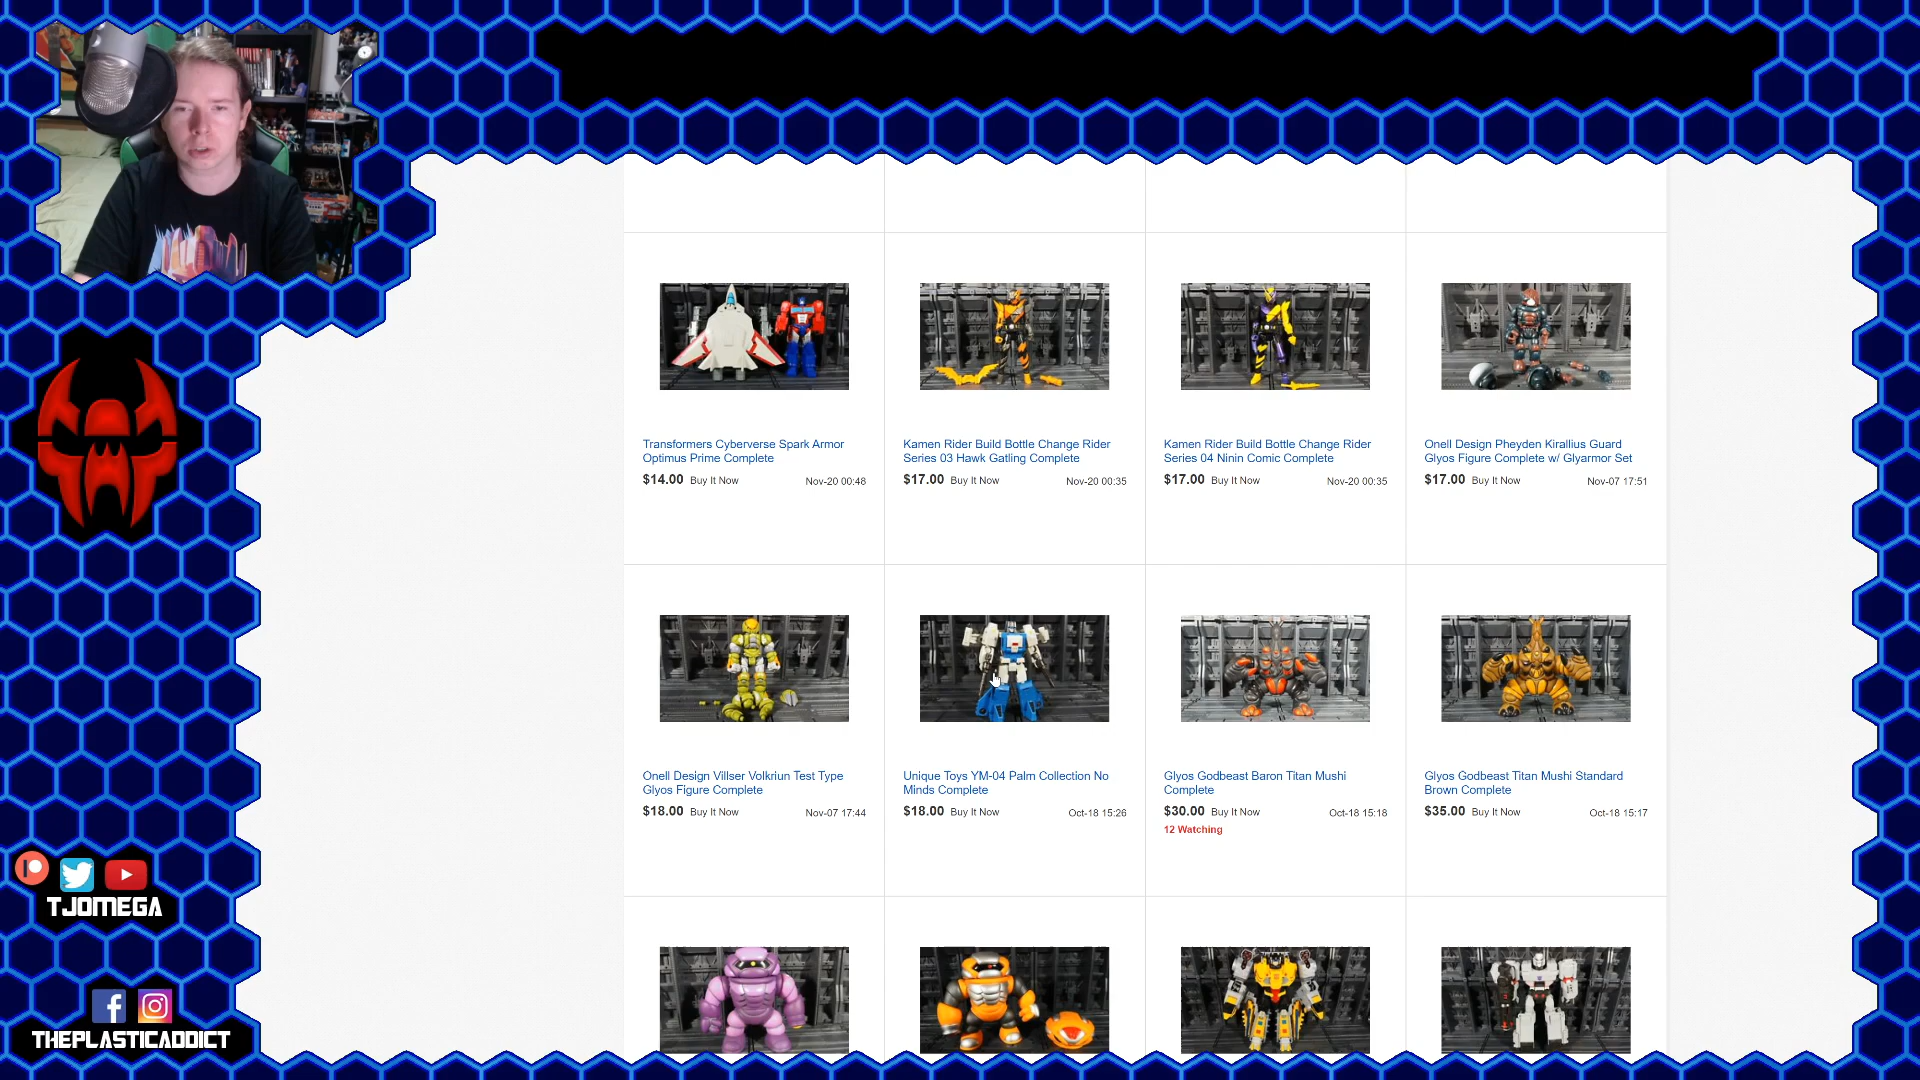 Transformers Cyberverse Spark Armor
Optimus Prime Complete
$14.00 Buy It Now Nov-20 00:48
Kamen Rider Build Bottle Change Rider
Series 03 Hawk Gatling Complete
$17.00 Buy It Now Nov-20 00:35
Kamen Rider Build Bottle Change Rider
Series 04 Ninin Comic Complete
$17.00 Buy It Now Nov-20 00:35
Onell Design Pheyden Kirallius Guard
Glyos Figure Complete w/ Glyarmor Set
$17.00 Buy It Now Nov-07 17:51
Onell Design Villser Volkriun Test Type
Glyos Figure Complete
$18.00 Buy It Now Nov-07 17:44
Unique Toys YM-04 Palm Collection No
Minds Complete
$18.00 Buy It Now Oct-18 15:26
Glyos Godbeast Baron Titan Mushi
Complete
$30.00 Buy It Now Oct-18 15:18
12 Watching
Glyos Godbeast Titan Mushi Standard
Brown Complete
$35.00 Buy It Now Oct-18 15:17
TJOMEGA
THEPLASTICADDICT